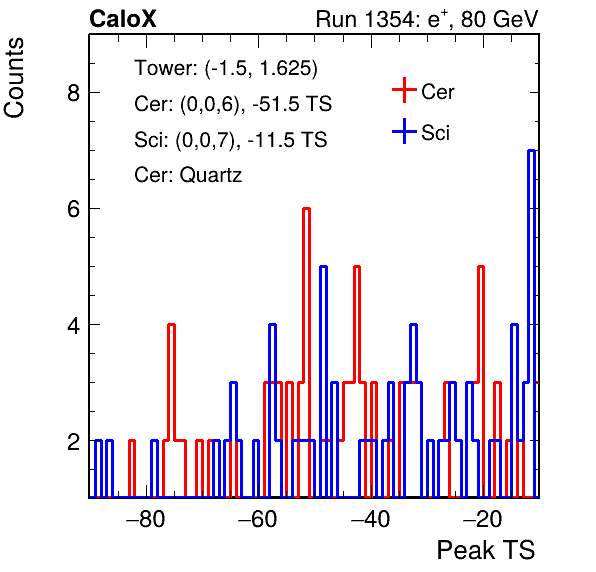 CaloX Run 1354: e⁺, 80 GeV
Counts
Tower: (-1.5, 1.625)
Cer: (0,0,6), -51.5 TS
Sci: (0,0,7), -11.5 TS
Cer: Quartz
Cer
Sci
8
6
4
2
−80 −60 −40 −20
Peak TS